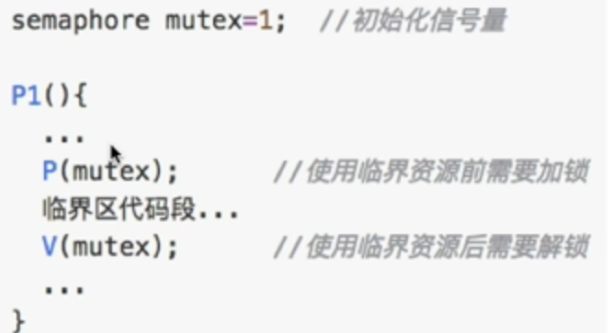 semaphore mutex=1; //初始化信号量
P1(){
...
P(mutex); //使用临界资源前需要加锁
临界区代码段...
V(mutex); //使用临界资源后需要解锁
...
}